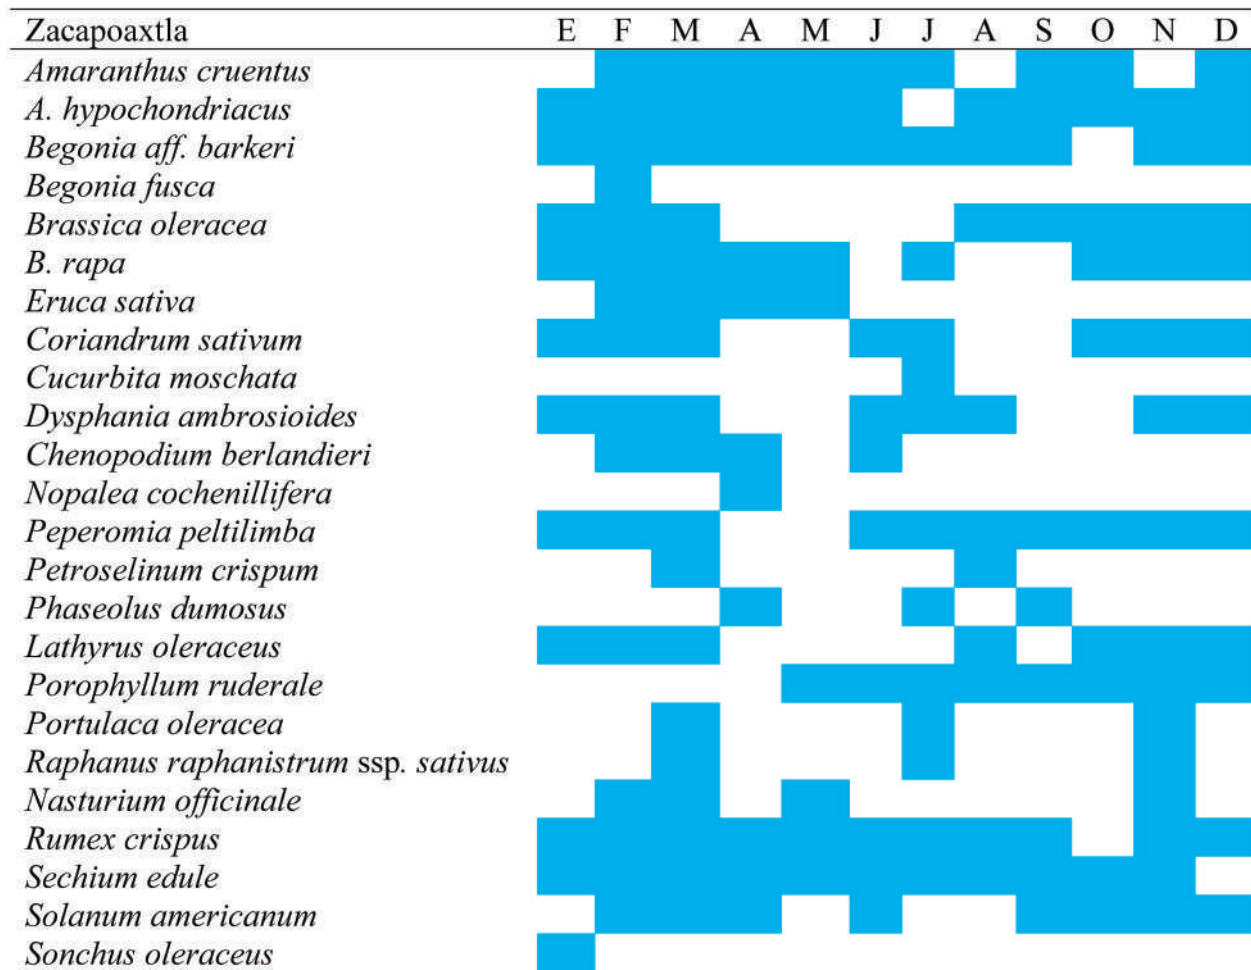 Zacapoaxtla E F M A M J J A S O N D
Amaranthus cruentus
A. hypochondriacus
Begonia aff. barkeri
Begonia fusca
Brassica oleracea
B. rapa
Eruca sativa
Coriandrum sativum
Cucurbita moschata
Dysphania ambrosioides
Chenopodium berlandieri
Nopalea cochenillifera
Peperomia peltilimba
Petroselinum crispum
Phaseolus dumosus
Lathyrus oleraceus
Porophyllum ruderale
Portulaca oleracea
Raphanus raphanistrum ssp. sativus
Nasturium officinale
Rumex crispus
Sechium edule
Solanum americanum
Sonchus oleraceus